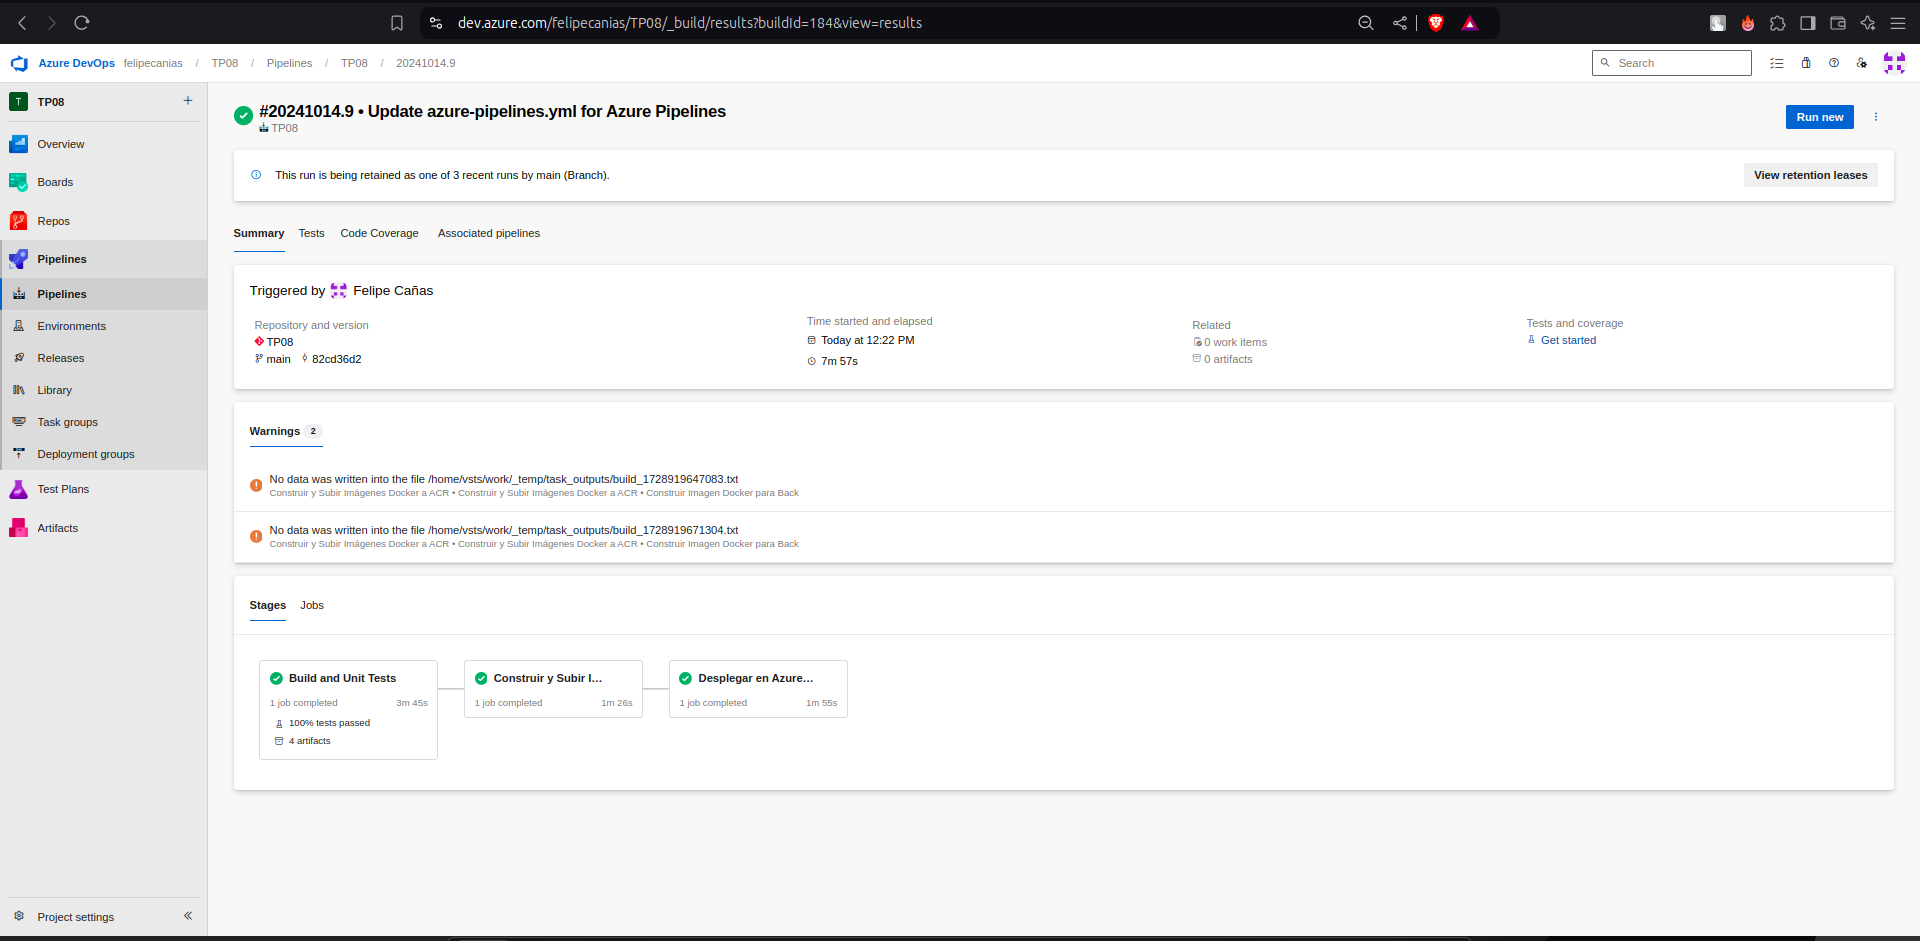 dev.azure.com/felipecanias/TP08/_build/results?buildId=184&view=results
Azure DevOps felipecanias / TP08 / Pipelines / TP08 / 20241014.9
Search
T TP08
Overview
Boards
Repos
Pipelines
Pipelines
Environments
Releases
Library
Task groups
Deployment groups
Test Plans
Artifacts
Project settings
#20241014.9 • Update azure-pipelines.yml for Azure Pipelines
TP08
Run new
This run is being retained as one of 3 recent runs by main (Branch).
View retention leases
Summary Tests Code Coverage Associated pipelines
Triggered by Felipe Cañas
Repository and version
TP08
main 82cd36d2
Time started and elapsed
Today at 12:22 PM
7m 57s
Related
0 work items
0 artifacts
Tests and coverage
Get started
Warnings 2
No data was written into the file /home/vsts/work/_temp/task_outputs/build_1728919647083.txt
Construir y Subir Imágenes Docker a ACR • Construir y Subir Imágenes Docker a ACR • Construir Imagen Docker para Back
No data was written into the file /home/vsts/work/_temp/task_outputs/build_1728919671304.txt
Construir y Subir Imágenes Docker a ACR • Construir y Subir Imágenes Docker a ACR • Construir Imagen Docker para Back
Stages Jobs
Build and Unit Tests
1 job completed 3m 45s
100% tests passed
4 artifacts
Construir y Subir I...
1 job completed 1m 26s
Desplegar en Azure...
1 job completed 1m 55s